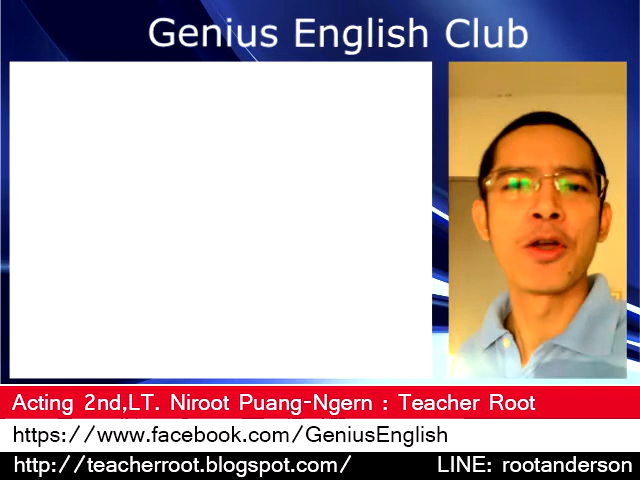 Genius English Club
Acting 2nd,LT. Niroot Puang-Ngern : Teacher Root
https://www.facebook.com/GeniusEnglish
http://teacherroot.blogspot.com/ LINE: rootanderson